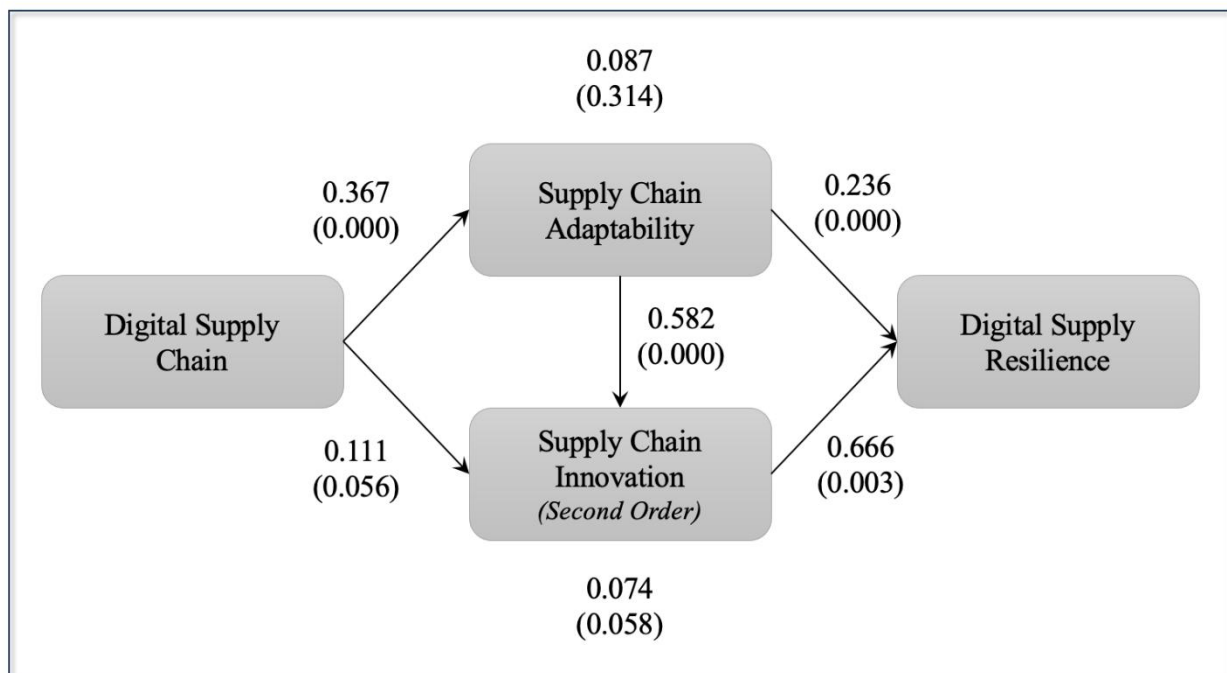 0.087
(0.314)
0.367
(0.000)
Supply Chain
Adaptability
0.236
(0.000)
Digital Supply
Chain
0.582
(0.000)
Digital Supply
Resilience
0.111
(0.056)
Supply Chain
Innovation
(Second Order)
0.666
(0.003)
0.074
(0.058)